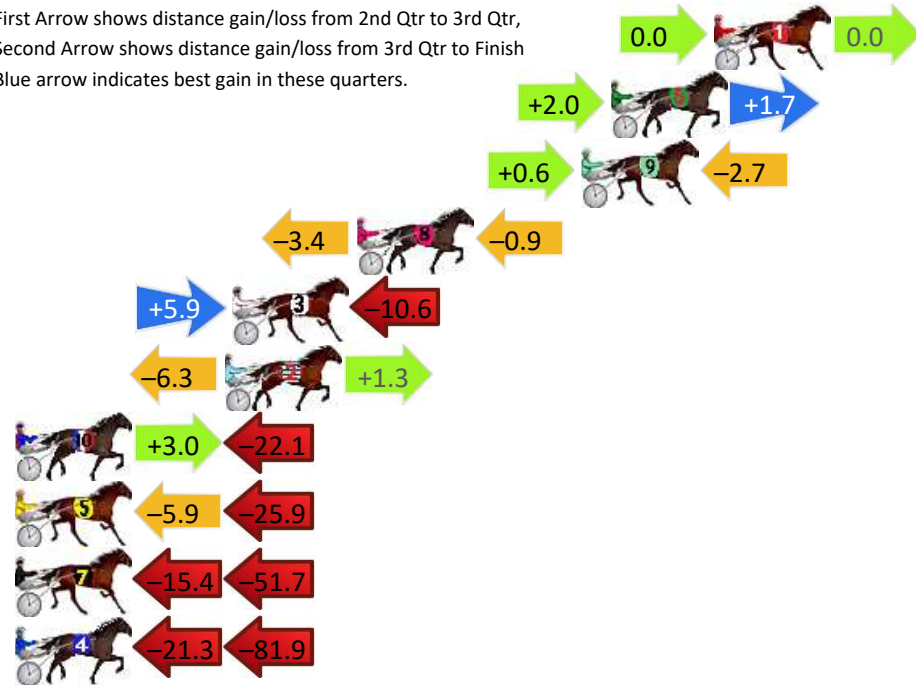 First Arrow shows distance gain/loss from 2nd Qtr to 3rd Qtr,
Second Arrow shows distance gain/loss from 3rd Qtr to Finish
Blue arrow indicates best gain in these quarters.
0.0 1 0.0
+2.0 6 +1.7
+0.6 9 –2.7
–3.4 8 –0.9
+5.9 3 –10.6
–6.3 2 +1.3
10 +3.0 –22.1
5 –5.9 –25.9
7 –15.4 –51.7
4 –21.3 –81.9